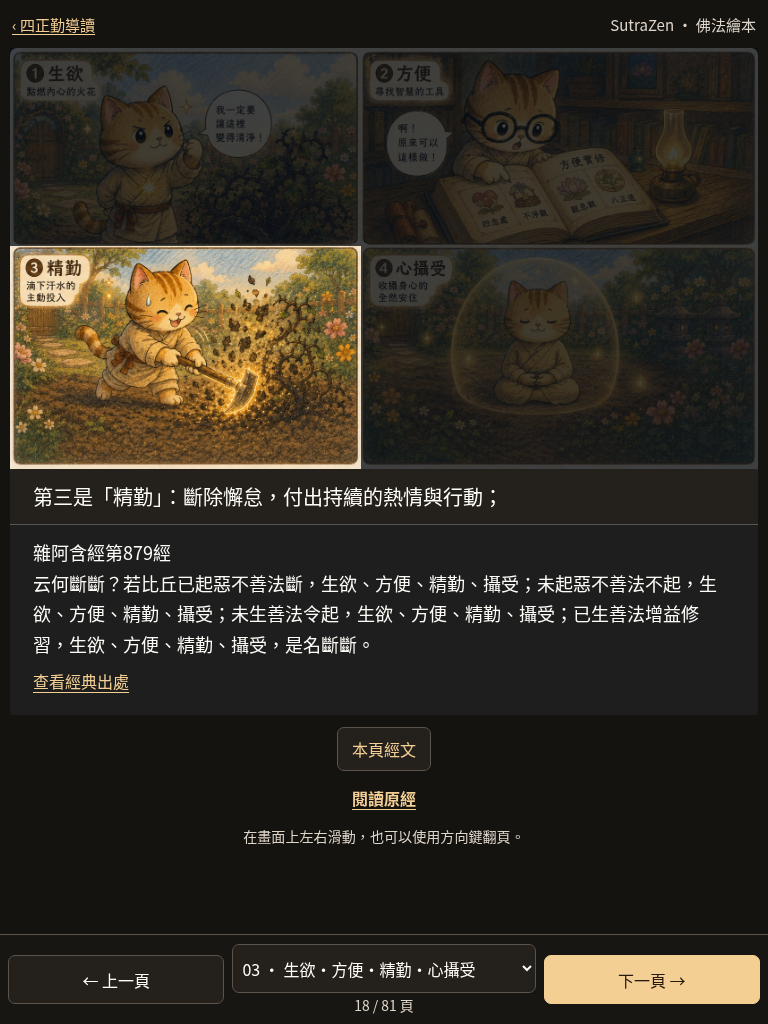 ‹ 四正勤導讀
SutraZen · 佛法繪本
1 生欲
點燃內心的火花
我一定要
讓這裡
變得清淨！
2 方便
尋找智慧的工具
啊！
原來可以
這樣做！
方便實修
四念處
不淨觀
慈悲觀
八正道
3 精勤
滴下汗水的
主動投入
4 心攝受
收攝身心的
全然安住
第三是「精勤」：斷除懈怠，付出持續的熱情與行動；
雜阿含經第879經
云何斷斷？若比丘已起惡不善法斷，生欲、方便、精勤、攝受；未起惡不善法不起，生
欲、方便、精勤、攝受；未生善法令起，生欲、方便、精勤、攝受；已生善法增益修
習，生欲、方便、精勤、攝受，是名斷斷。
查看經典出處
本頁經文
閱讀原經
在畫面上左右滑動，也可以使用方向鍵翻頁。
← 上一頁
03 · 生欲・方便・精勤・心攝受
下一頁 →
18 / 81 頁